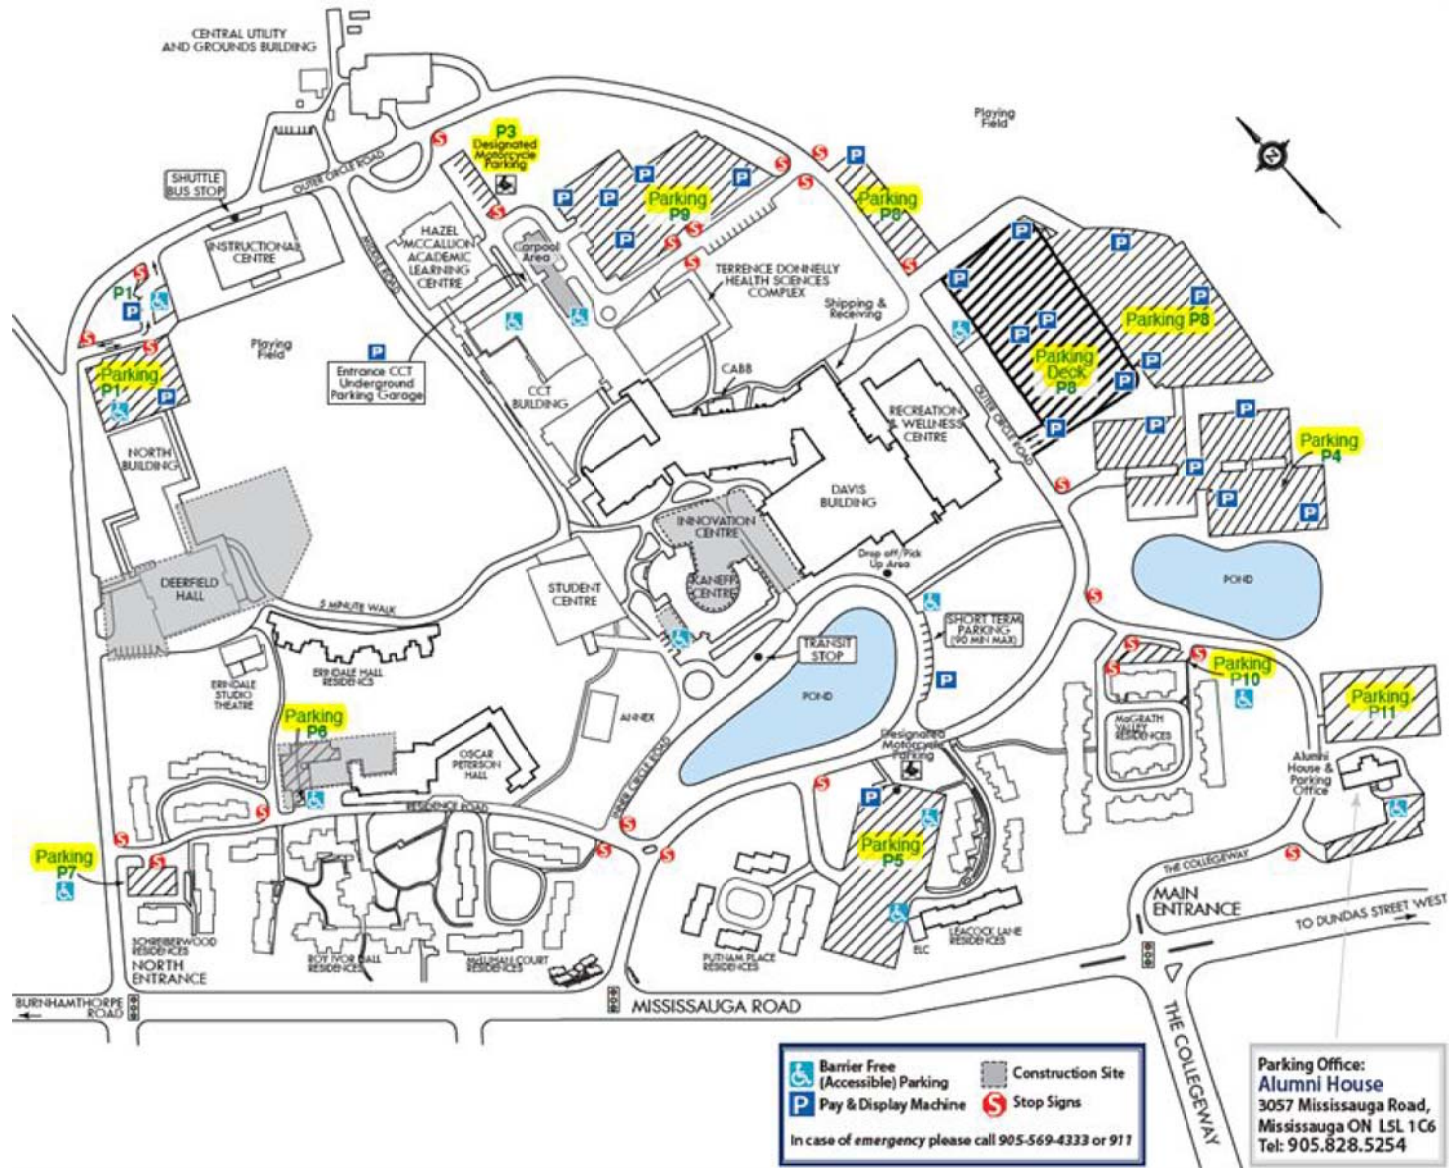 CENTRAL UTILITY
AND GROUNDS BUILDING
Playing
Field
P3
Designated
Motorcycle
Parking
SHUTTLE
BUS STOP
OUTER CIRCLE ROAD
Parking
P9
Parking
P8
INSTRUCTIONAL
CENTRE
MIDDLE ROAD
HAZEL
MCCALLION
ACADEMIC
LEARNING
CENTRE
Carpool
Area
TERRENCE DONNELLY
HEALTH SCIENCES
COMPLEX
Shipping &
Receiving
P1
Parking P8
Playing
Field
Parking
P1
Entrance CCT
Underground
Parking Garage
CCT
BUILDING
CABB
Parking
Deck
P8
RECREATION
& WELLNESS
CENTRE
OUTER CIRCLE ROAD
Parking
P4
NORTH
BUILDING
DAVIS
BUILDING
INNOVATION
CENTRE
Drop off/Pick
Up Area
KANEFF
CENTRE
DEERFIELD
HALL
STUDENT
CENTRE
POND
5 MINUTE WALK
SHORT TERM
PARKING
(90 MIN MAX)
TRANSIT
STOP
ERINDALE HALL
RESIDENCE
ERINDALE
STUDIO
THEATRE
POND
Parking
P10
Parking
P11
Parking
P6
ANNEX
McGRATH
VALLEY
RESIDENCES
OSCAR
PETERSON
HALL
Designated
Motorcycle
Parking
Alumni
House &
Parking
Office
RESIDENCE ROAD
INNER CIRCLE ROAD
Parking
P5
Parking
P7
THE COLLEGEWAY
MAIN
ENTRANCE
TO DUNDAS STREET WEST
SCHREIBERWOOD
RESIDENCES
ROY IVOR HALL
RESIDENCES
McLUHAN COURT
RESIDENCES
PUTNAM PLACE
RESIDENCES
ELC
LEACOCK LANE
RESIDENCES
NORTH
ENTRANCE
BURNHAMTHORPE
ROAD
MISSISSAUGA ROAD
THE COLLEGEWAY
Barrier Free
(Accessible) Parking
Construction Site
P Pay & Display Machine
S Stop Signs
In case of emergency please call 905-569-4333 or 911
Parking Office:
Alumni House
3057 Mississauga Road,
Mississauga ON L5L 1C6
Tel: 905.828.5254